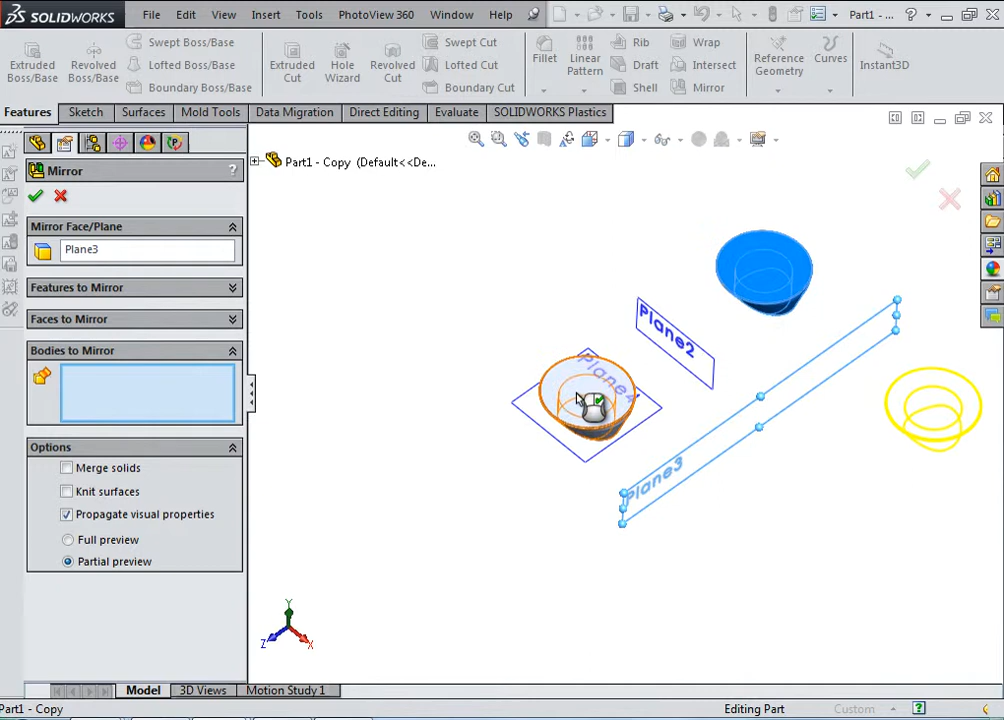 SOLIDWORKS File Edit View Insert Tools PhotoView 360 Window Help Part1 - ... ?
Extruded Boss/Base
Revolved Boss/Base
Swept Boss/Base
Lofted Boss/Base
Boundary Boss/Base
Extruded Cut
Hole Wizard
Revolved Cut
Swept Cut
Lofted Cut
Boundary Cut
Fillet
Linear Pattern
Rib
Draft
Shell
Wrap
Intersect
Mirror
Reference Geometry
Curves
Instant3D
Features Sketch Surfaces Mold Tools Data Migration Direct Editing Evaluate SOLIDWORKS Plastics
Part1 - Copy (Default<<De...
Mirror ?
Mirror Face/Plane
Plane3
Features to Mirror
Faces to Mirror
Bodies to Mirror
Options
Merge solids
Knit surfaces
Propagate visual properties
Full preview
Partial preview
Plane2
Plane4
Plane3
Y
Z
X
Model 3D Views Motion Study 1
Part1 - Copy Editing Part Custom ?